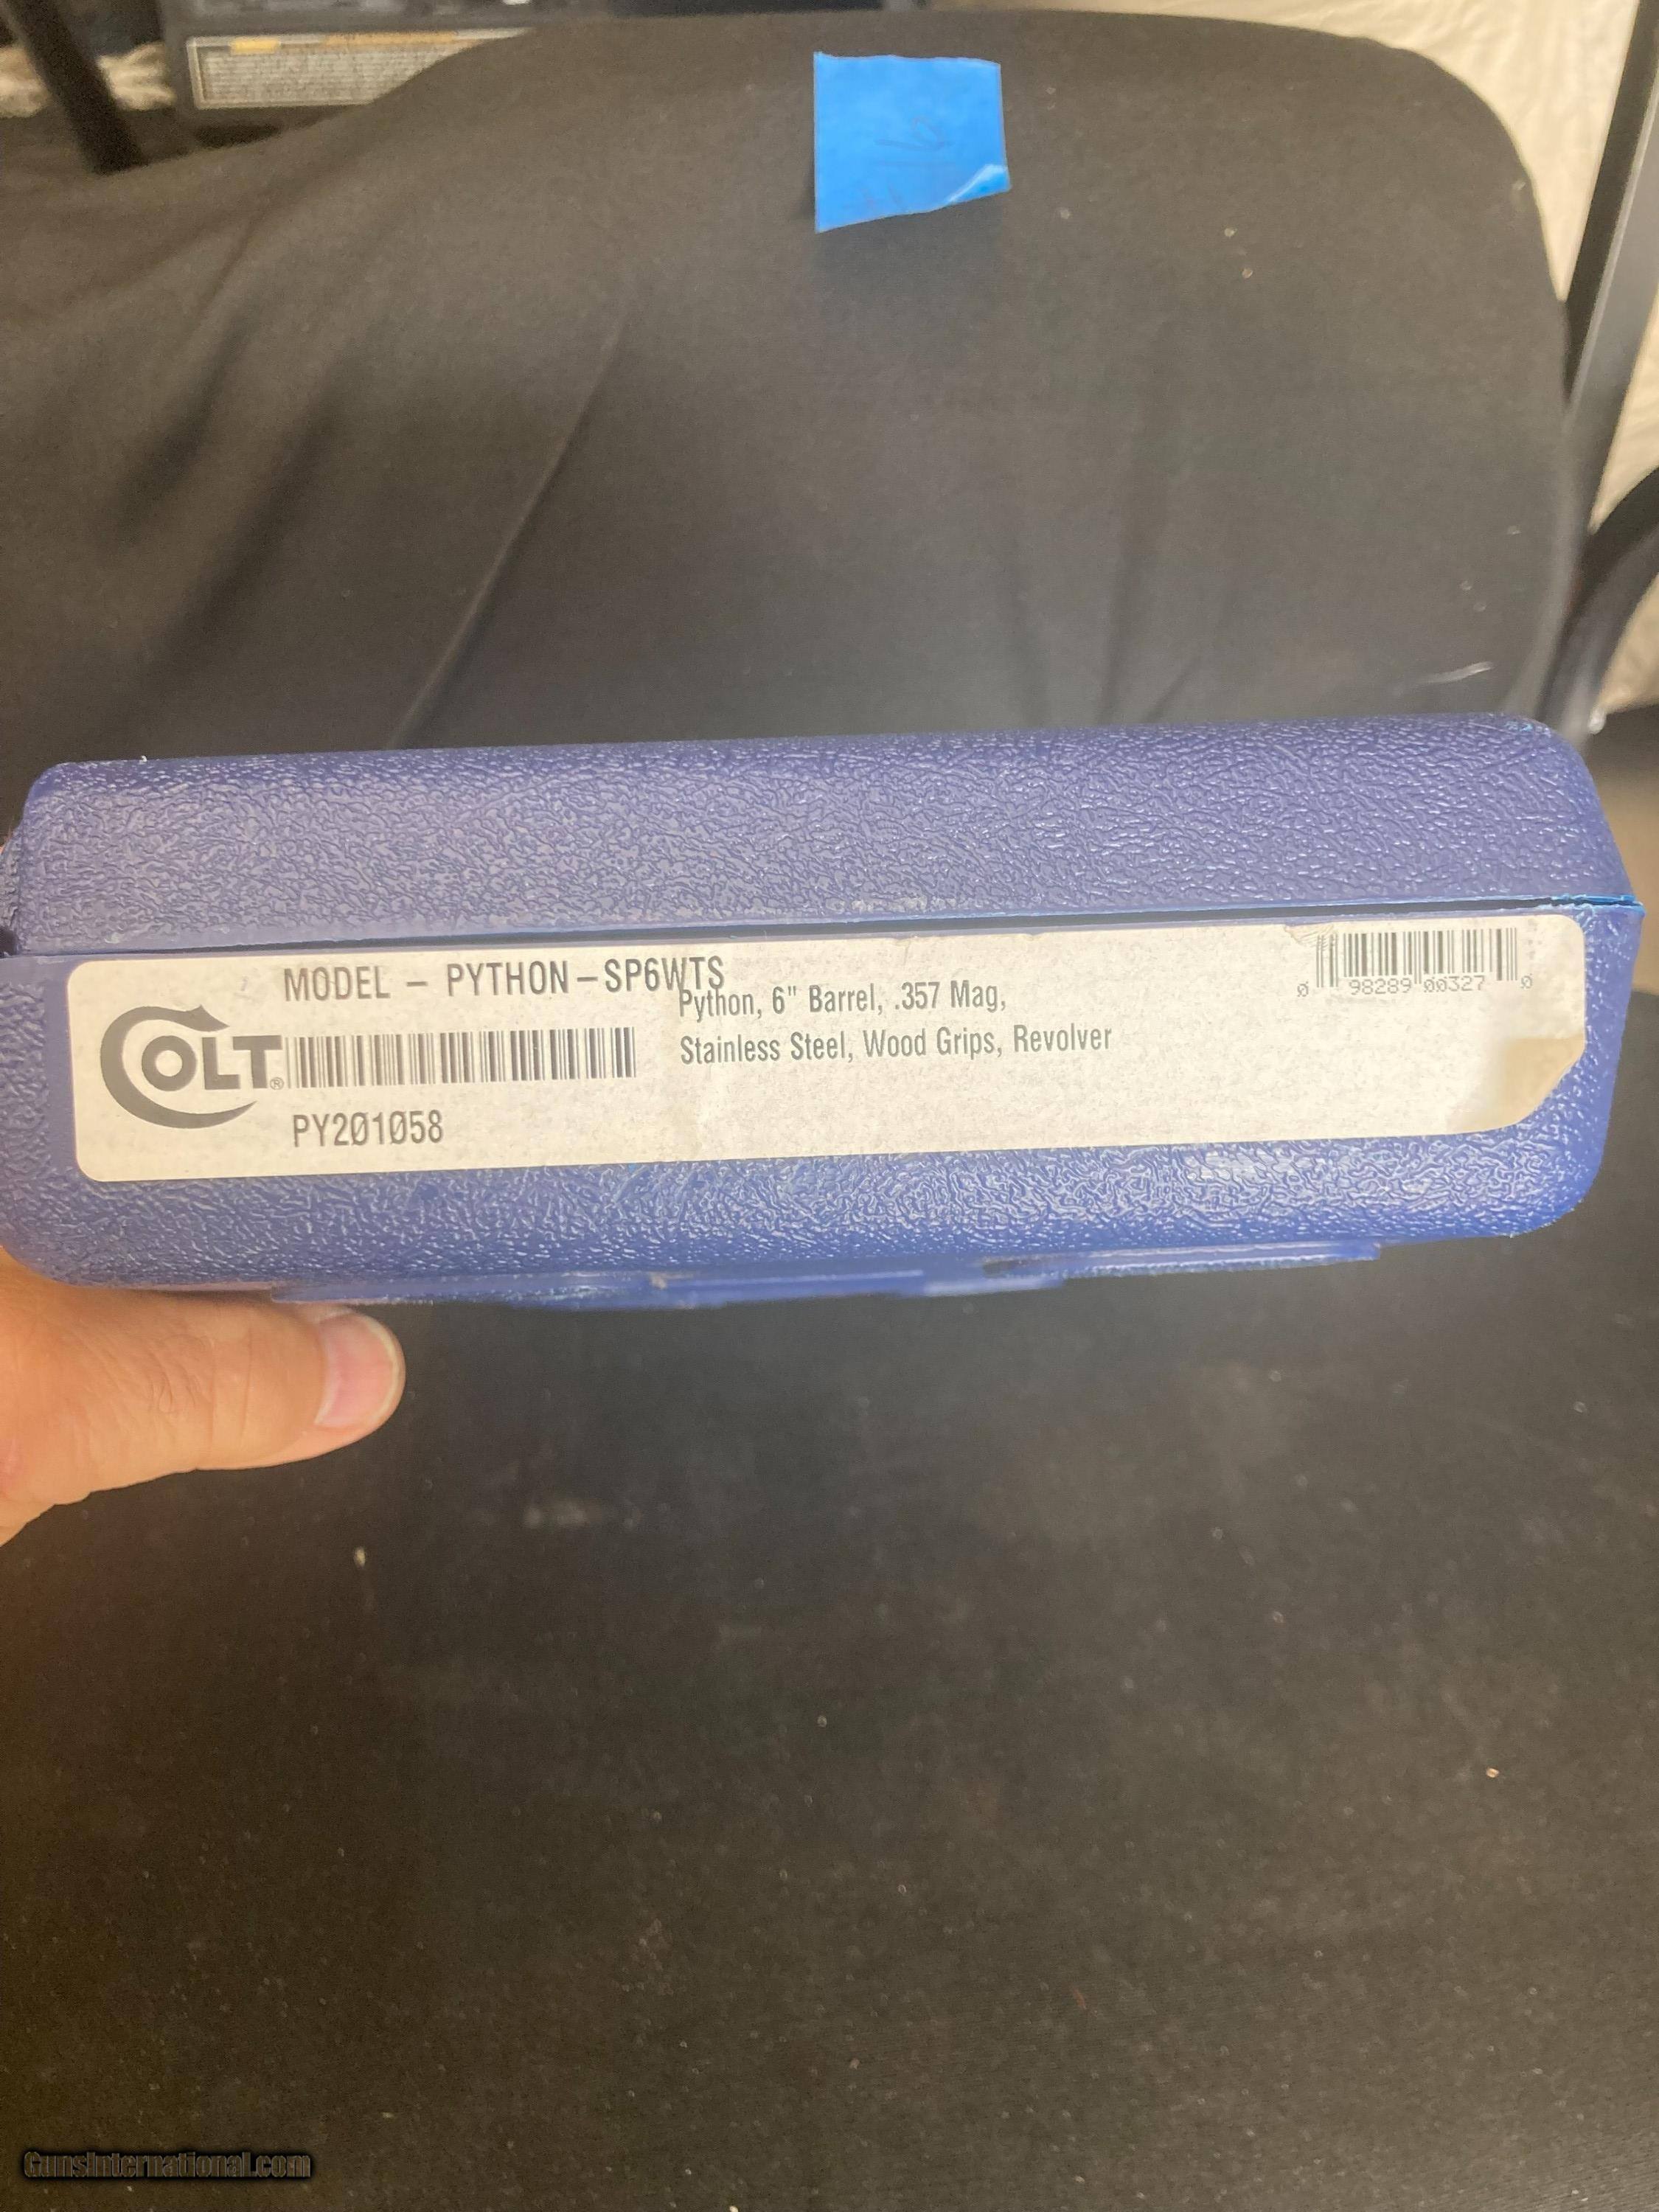 MODEL – PYTHON–SP6WTS
Python, 6" Barrel, .357 Mag,
Stainless Steel, Wood Grips, Revolver
COLT®
PY201058
0 98289 00327 0
GunsInternational.com